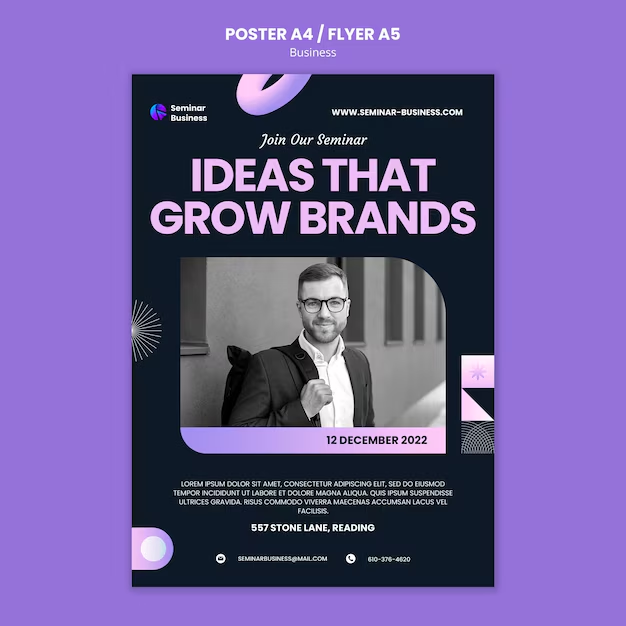 POSTER A4 / FLYER A5
Business
Seminar
Business
WWW.SEMINAR-BUSINESS.COM
Join Our Seminar
IDEAS THAT
GROW BRANDS
12 DECEMBER 2022
LOREM IPSUM DOLOR SIT AMET, CONSECTETUR ADIPISCING ELIT, SED DO EIUSMOD
TEMPOR INCIDIDUNT UT LABORE ET DOLORE MAGNA ALIQUA. QUIS IPSUM SUSPENDISSE
ULTRICES GRAVIDA. RISUS COMMODO VIVERRA MAECENAS ACCUMSAN LACUS VEL
FACILISIS.
557 STONE LANE, READING
SEMINARBUSINESS@MAIL.COM
610-376-4620